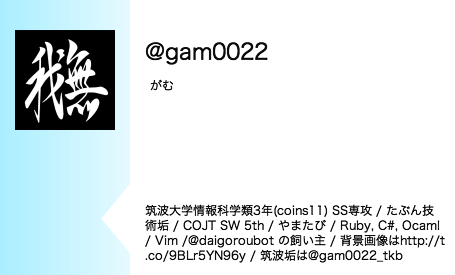 我無
@gam0022
がむ
筑波大学情報科学類3年(coins11) SS専攻 / たぶん技
術垢 / COJT SW 5th / やまたび / Ruby, C#, Ocaml
/ Vim /@daigoroubot の飼い主 / 背景画像はhttp://t
.co/9BLr5YN96y / 筑波垢は@gam0022_tkb